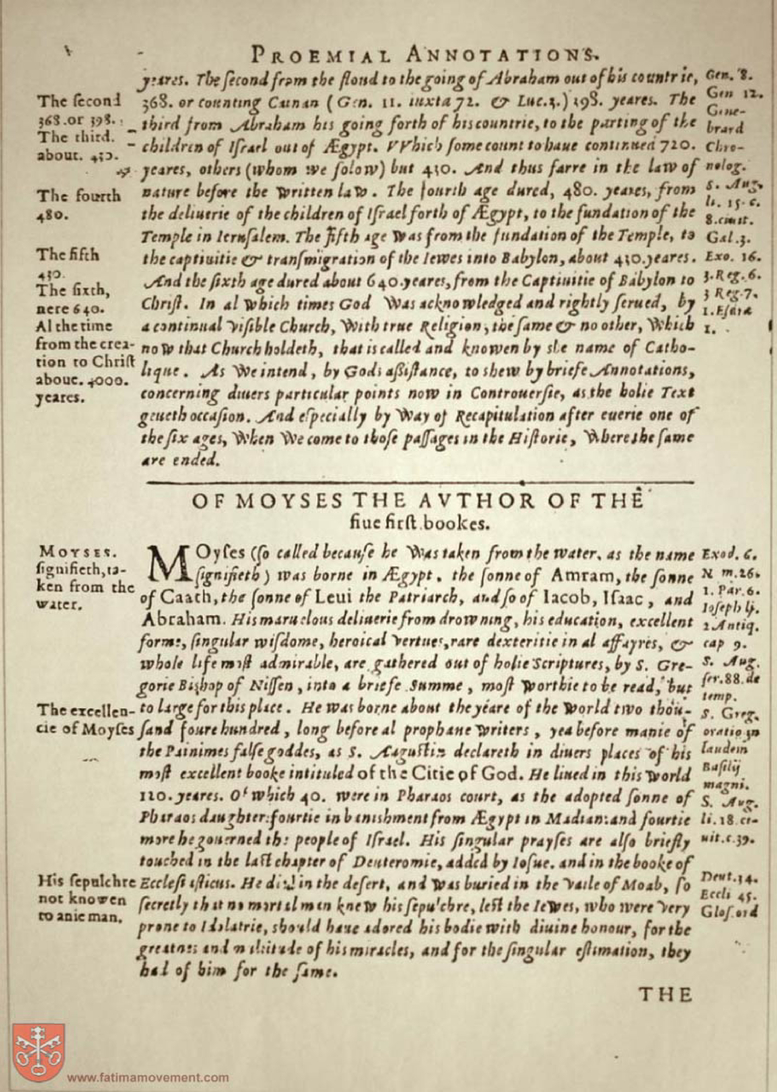 PROEMIAL ANNOTATIONS.
yeares. The ſecond from the floud to the going of Abraham out of his countrie,
368. or counting Cainan (Gen. 11. iuxta 72. & Luc. 3.) 398. yeares. The
third from Abraham his going forth of his countrie, to the parting of the
children of Iſrael out of Ægypt. VVhich ſome count to haue continued 720.
yeares, others (whom we folow) but 430. And thus farre in the law of
nature before the written law. The fourth age dured, 480. yeares, from
the deliuerie of the children of Iſrael forth of Ægypt, to the fundation of the
Temple in Ieruſalem. The fifth age was from the fundation of the Temple, to
the captiuitie & tranſmigration of the Iewes into Babylon, about 430. yeares.
And the ſixth age dured about 640. yeares, from the Captiuitie of Babylon to
Chriſt. In al which times God was acknowledged and rightly ſerued, by
a continual viſible Church, with true Religion, the ſame & no other, which
now that Church holdeth, that is called and knowen by the name of Catho-
lique. As we intend, by Gods aſſiſtance, to shew by briefe Annotations,
concerning diuers particular points now in Controuerſie, as the holie Text
geueth occaſion. And eſpecially by way of Recapitulation after euerie one of
the ſix ages, when we come to thoſe paſſages in the Hiſtorie, where the ſame
are ended.
The ſecond
368. or 398.
The third.
about. 430.
The fourth
480.
The fifth
430.
The ſixth,
nere 640.
Al the time
from the crea-
tion to Chriſt
about. 4000.
yeares.
Gen. 8.
Gen 12.
Gene-
brard
Chro-
nolog.
S. Aug.
li. 15. c.
8. ciuit.
Gal. 3.
Exo. 16.
3. Reg. 6.
3 Reg. 7.
1. Eſdræ
1.
OF MOYSES THE AVTHOR OF THE
fiue firſt bookes.
MOyſes (ſo called becauſe he was taken from the water, as the name
ſignifieth) was borne in Ægypt. the ſonne of Amram, the ſonne
of Caath, the ſonne of Leui the Patriarch, and ſo of Iacob, Iſaac, and
Abraham. His maruelous deliuerie from drowning, his education, excellent
forme, ſingular wiſdome, heroical vertues, rare dexteritie in al affayres, &
whole life moſt admirable, are gathered out of holie Scriptures, by S. Gre-
gorie Bishop of Niſſen, into a briefe ſumme, moſt worthie to be read, but
to large for this place. He was borne about the yeare of the world two thou-
ſand foure hundred, long before al prophane writers, yea before manie of
the Painimes falſe goddes, as S. Auguſtin declareth in diuers places of his
moſt excellent booke intituled of the Citie of God. He liued in this world
120. yeares. Of which 40. were in Pharaos court, as the adopted ſonne of
Pharaos daughter: fourtie in banishment from Ægypt in Madian: and fourtie
more he gouerned the people of Iſrael. His ſingular prayſes are alſo briefly
touched in the laſt chapter of Deuteromie, added by Ioſue. and in the booke of
Eccleſiaſticus. He died in the deſert, and was buried in the Vaile of Moab, ſo
ſecretly that no mortal man knew his ſepulchre, leſt the Iewes, who were very
prone to Idolatrie, should haue adored his bodie with diuine honour, for the
greatnes and multitude of his miracles, and for the ſingular eſtimation, they
had of him for the ſame.
MOYSES.
ſignifieth, ta-
ken from the
water.
The excellen-
cie of Moyſes
His ſepulchre
not knowen
to anie man.
Exod. 6.
N m. 26.
1. Par. 6.
Ioſeph li.
2 Antiq.
cap 9.
S. Aug.
ſer. 88. de
temp.
S. Greg.
oratio in
laudem
Baſilij
magni.
S. Aug.
li. 18. ci-
uit. c. 39.
Deut. 34.
Eccli 45.
Gloſ. ord
THE
www.fatimamovement.com